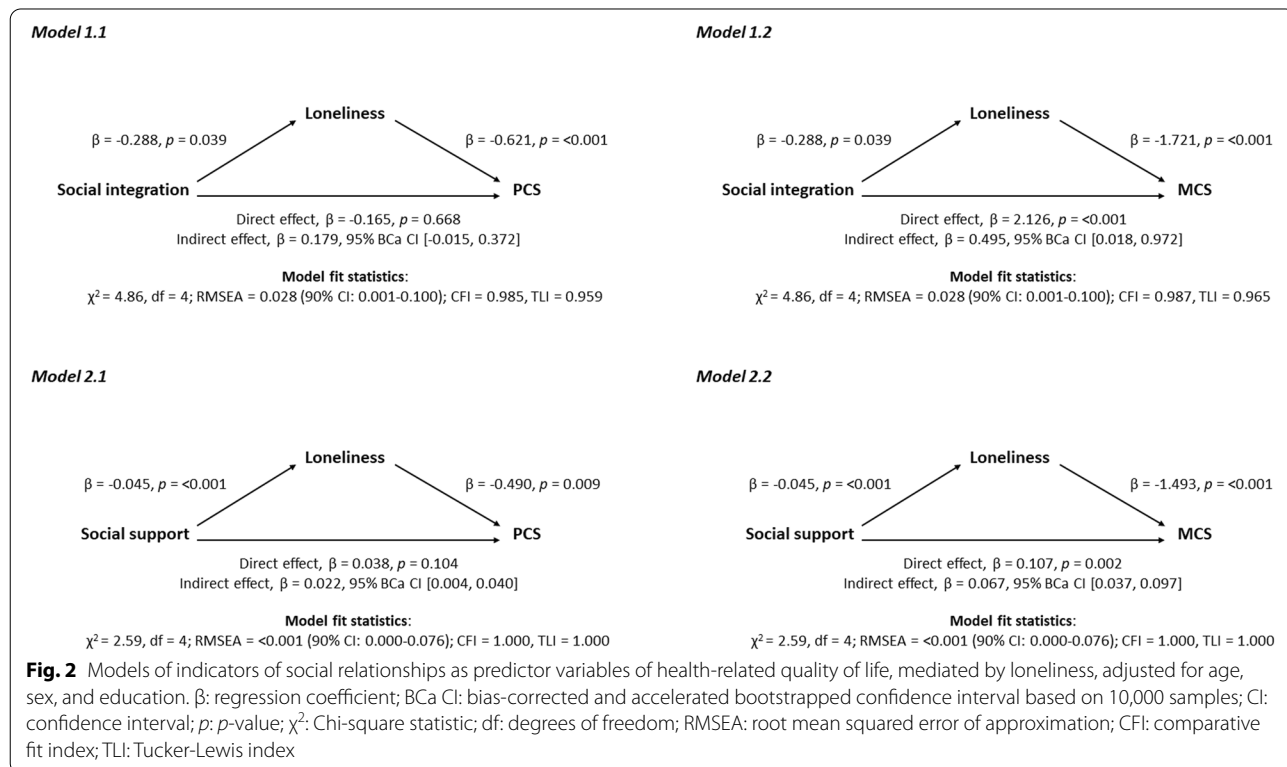 Model 1.1
Loneliness
β = -0.288, p = 0.039
β = -0.621, p = <0.001
Social integration
PCS
Direct effect, β = -0.165, p = 0.668
Indirect effect, β = 0.179, 95% BCa CI [-0.015, 0.372]
Model fit statistics:
χ² = 4.86, df = 4; RMSEA = 0.028 (90% CI: 0.001-0.100); CFI = 0.985, TLI = 0.959
Model 1.2
Loneliness
β = -0.288, p = 0.039
β = -1.721, p = <0.001
Social integration
MCS
Direct effect, β = 2.126, p = <0.001
Indirect effect, β = 0.495, 95% BCa CI [0.018, 0.972]
Model fit statistics:
χ² = 4.86, df = 4; RMSEA = 0.028 (90% CI: 0.001-0.100); CFI = 0.987, TLI = 0.965
Model 2.1
Loneliness
β = -0.045, p = <0.001
β = -0.490, p = 0.009
Social support
PCS
Direct effect, β = 0.038, p = 0.104
Indirect effect, β = 0.022, 95% BCa CI [0.004, 0.040]
Model fit statistics:
χ² = 2.59, df = 4; RMSEA = <0.001 (90% CI: 0.000-0.076); CFI = 1.000, TLI = 1.000
Model 2.2
Loneliness
β = -0.045, p = <0.001
β = -1.493, p = <0.001
Social support
MCS
Direct effect, β = 0.107, p = 0.002
Indirect effect, β = 0.067, 95% BCa CI [0.037, 0.097]
Model fit statistics:
χ² = 2.59, df = 4; RMSEA = <0.001 (90% CI: 0.000-0.076); CFI = 1.000, TLI = 1.000
Fig. 2 Models of indicators of social relationships as predictor variables of health-related quality of life, mediated by loneliness, adjusted for age,
sex, and education. β: regression coefficient; BCa CI: bias-corrected and accelerated bootstrapped confidence interval based on 10,000 samples; CI:
confidence interval; p: p-value; χ²: Chi-square statistic; df: degrees of freedom; RMSEA: root mean squared error of approximation; CFI: comparative
fit index; TLI: Tucker-Lewis index